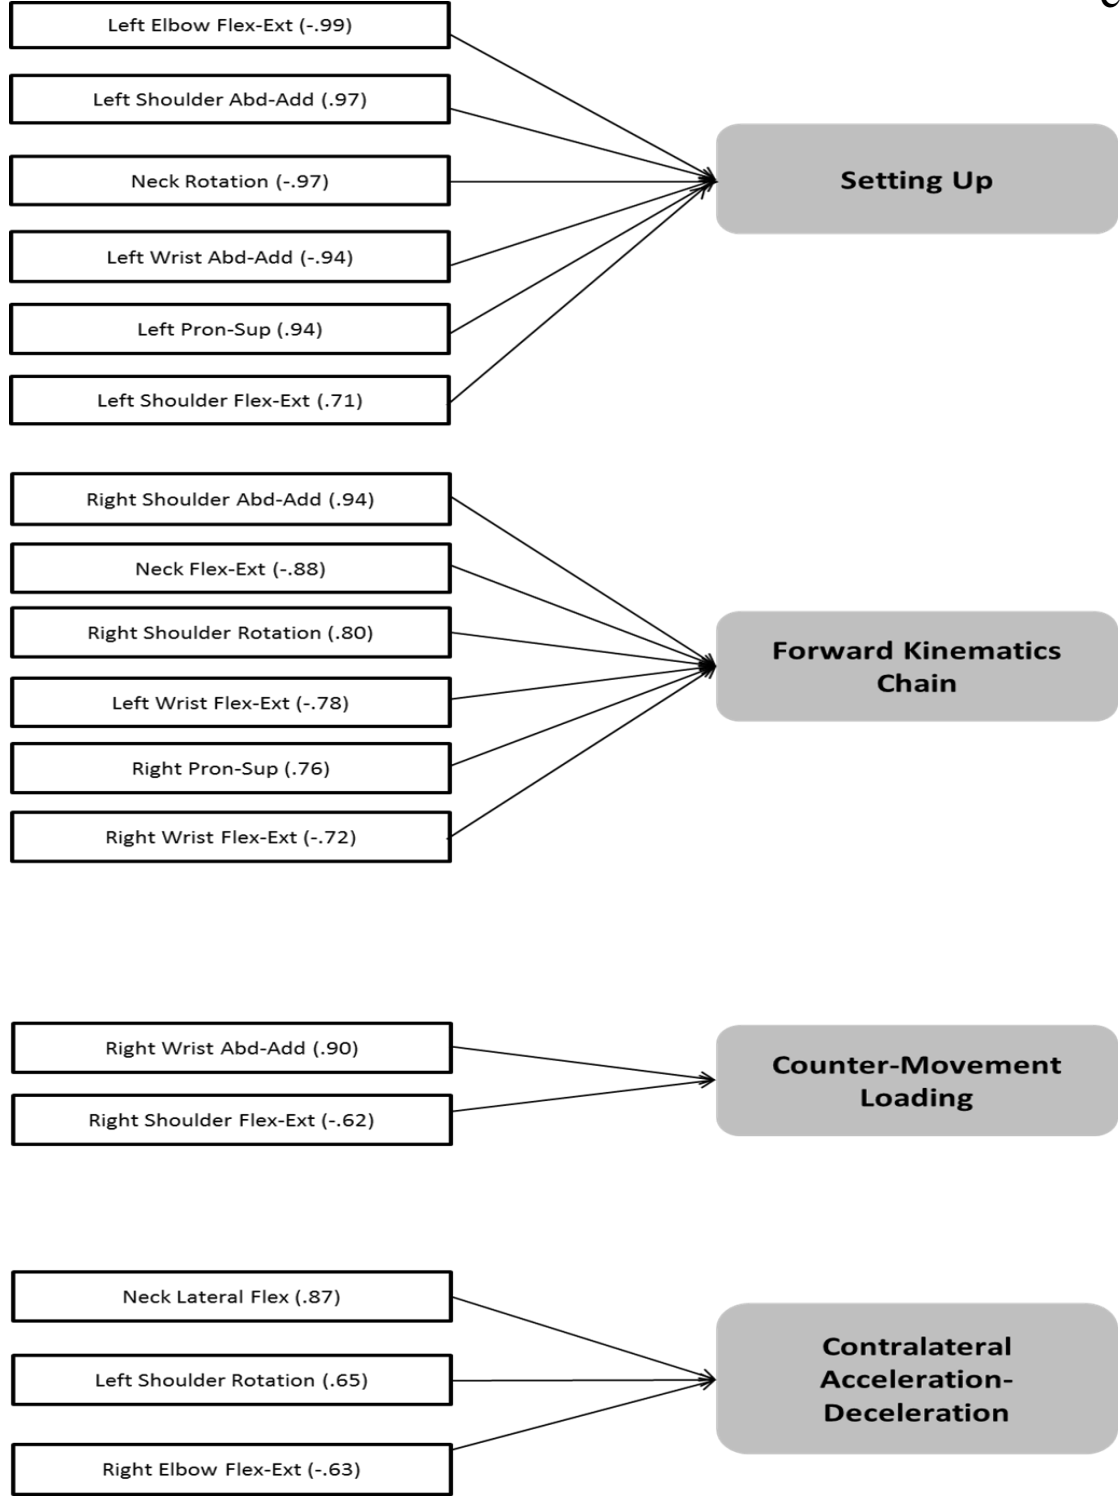 Left Elbow Flex-Ext (-.99)
Left Shoulder Abd-Add (.97)
Neck Rotation (-.97)
Left Wrist Abd-Add (-.94)
Left Pron-Sup (.94)
Left Shoulder Flex-Ext (.71)
Setting Up
Right Shoulder Abd-Add (.94)
Neck Flex-Ext (-.88)
Right Shoulder Rotation (.80)
Left Wrist Flex-Ext (-.78)
Right Pron-Sup (.76)
Right Wrist Flex-Ext (-.72)
Forward Kinematics
Chain
Right Wrist Abd-Add (.90)
Right Shoulder Flex-Ext (-.62)
Counter-Movement
Loading
Neck Lateral Flex (.87)
Left Shoulder Rotation (.65)
Right Elbow Flex-Ext (-.63)
Contralateral
Acceleration-
Deceleration